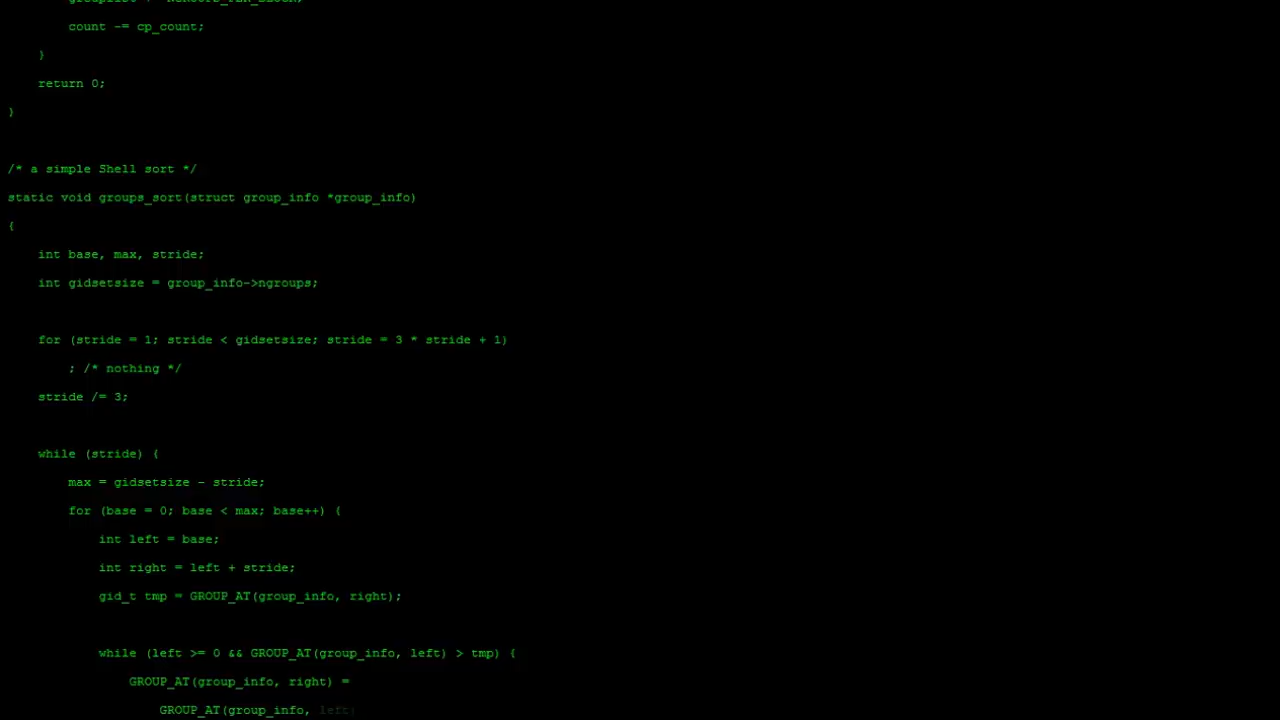 count -= cp_count;
}
return 0;
}
/* a simple Shell sort */
static void groups_sort(struct group_info *group_info)
{
int base, max, stride;
int gidsetsize = group_info->ngroups;
for (stride = 1; stride < gidsetsize; stride = 3 * stride + 1)
; /* nothing */
stride /= 3;
while (stride) {
max = gidsetsize - stride;
for (base = 0; base < max; base++) {
int left = base;
int right = left + stride;
gid_t tmp = GROUP_AT(group_info, right);
while (left >= 0 && GROUP_AT(group_info, left) > tmp) {
GROUP_AT(group_info, right) =
GROUP_AT(group_info, left